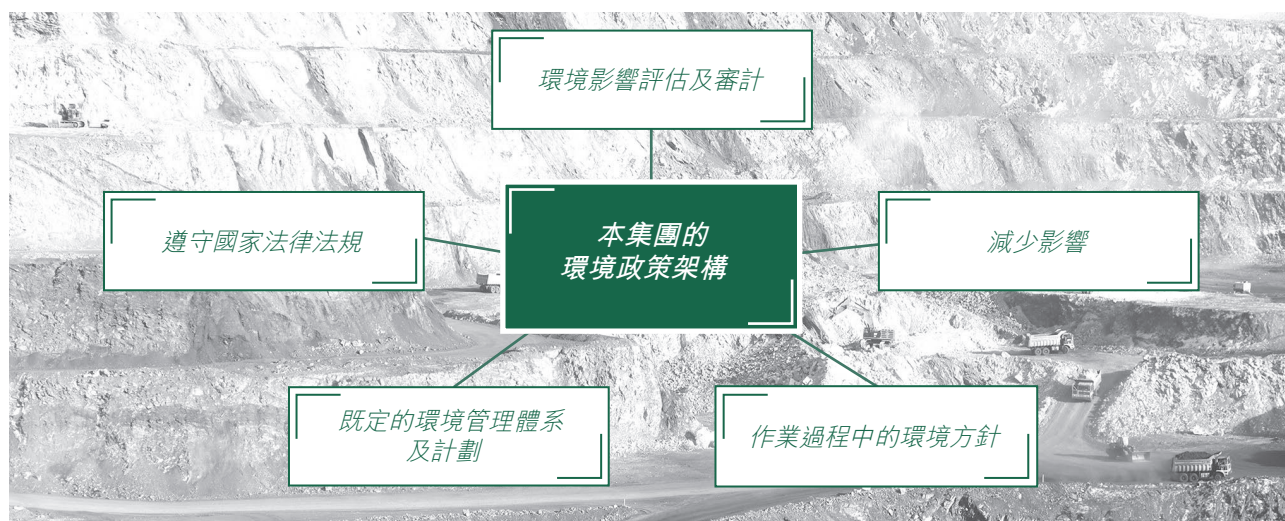 環境影響評估及審計
遵守國家法律法規
本集團的
環境政策架構
減少影響
既定的環境管理體系
及計劃
作業過程中的環境方針